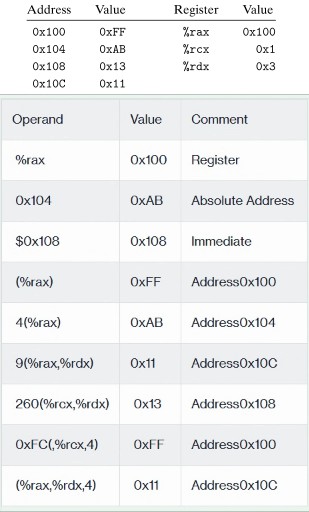 Address Value Register Value
0x100 0xFF %rax 0x100
0x104 0xAB %rcx 0x1
0x108 0x13 %rdx 0x3
0x10C 0x11
Operand Value Comment
%rax 0x100 Register
0x104 0xAB Absolute Address
$0x108 0x108 Immediate
(%rax) 0xFF Address0x100
4(%rax) 0xAB Address0x104
9(%rax,%rdx) 0x11 Address0x10C
260(%rcx,%rdx) 0x13 Address0x108
0xFC(,%rcx,4) 0xFF Address0x100
(%rax,%rdx,4) 0x11 Address0x10C